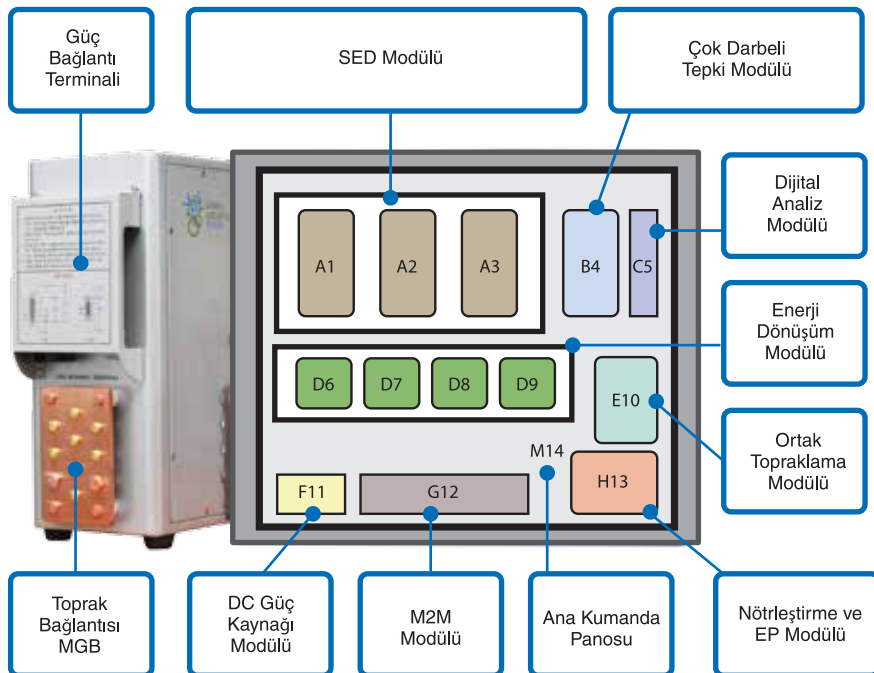 Güç
Bağlantı
Terminali
SED Modülü
Çok Darbeli
Tepki Modülü
Dijital
Analiz
Modülü
A1
A2
A3
B4
C5
Enerji
Dönüşüm
Modülü
D6
D7
D8
D9
E10
Ortak
Topraklama
Modülü
M14
F11
G12
H13
Toprak
Bağlantısı
MGB
DC Güç
Kaynağı
Modülü
M2M
Modülü
Ana Kumanda
Panosu
Nötrleştirme ve
EP Modülü